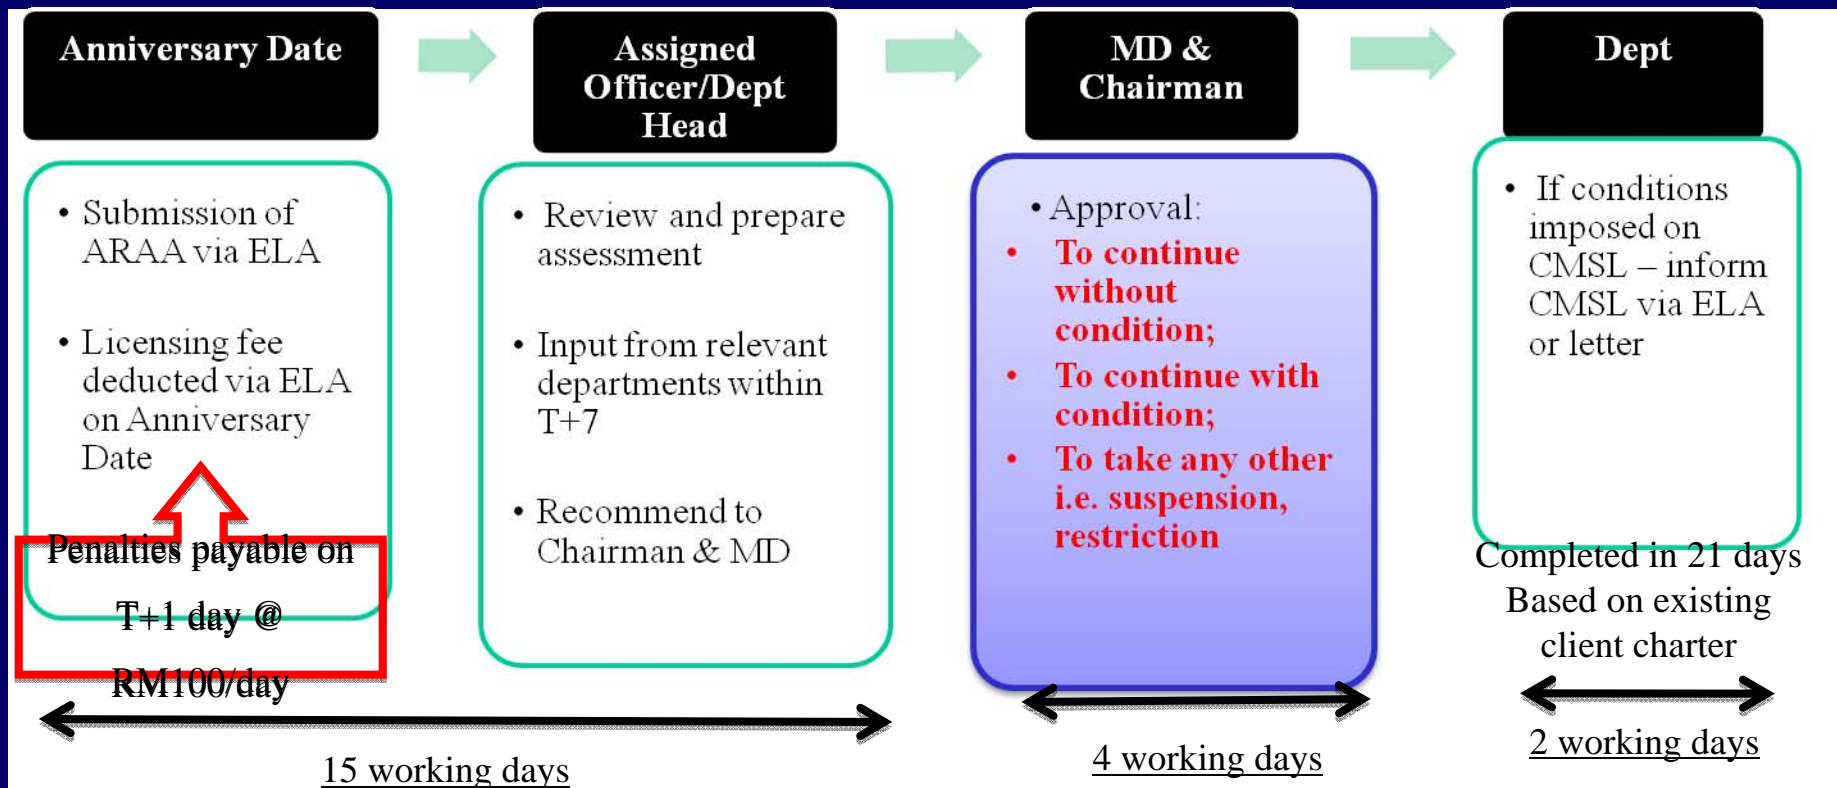 Anniversary Date
• Submission of
ARAA via ELA
• Licensing fee
deducted via ELA
on Anniversary
Date
Penalties payable on
T+1 day @
RM100/day
Assigned
Officer/Dept
Head
• Review and prepare
assessment
• Input from relevant
departments within
T+7
• Recommend to
Chairman & MD
15 working days
MD &
Chairman
• Approval:
• To continue
without
condition;
• To continue with
condition;
• To take any other
i.e. suspension,
restriction
4 working days
Dept
• If conditions
imposed on
CMSL – inform
CMSL via ELA
or letter
Completed in 21 days
Based on existing
client charter
2 working days